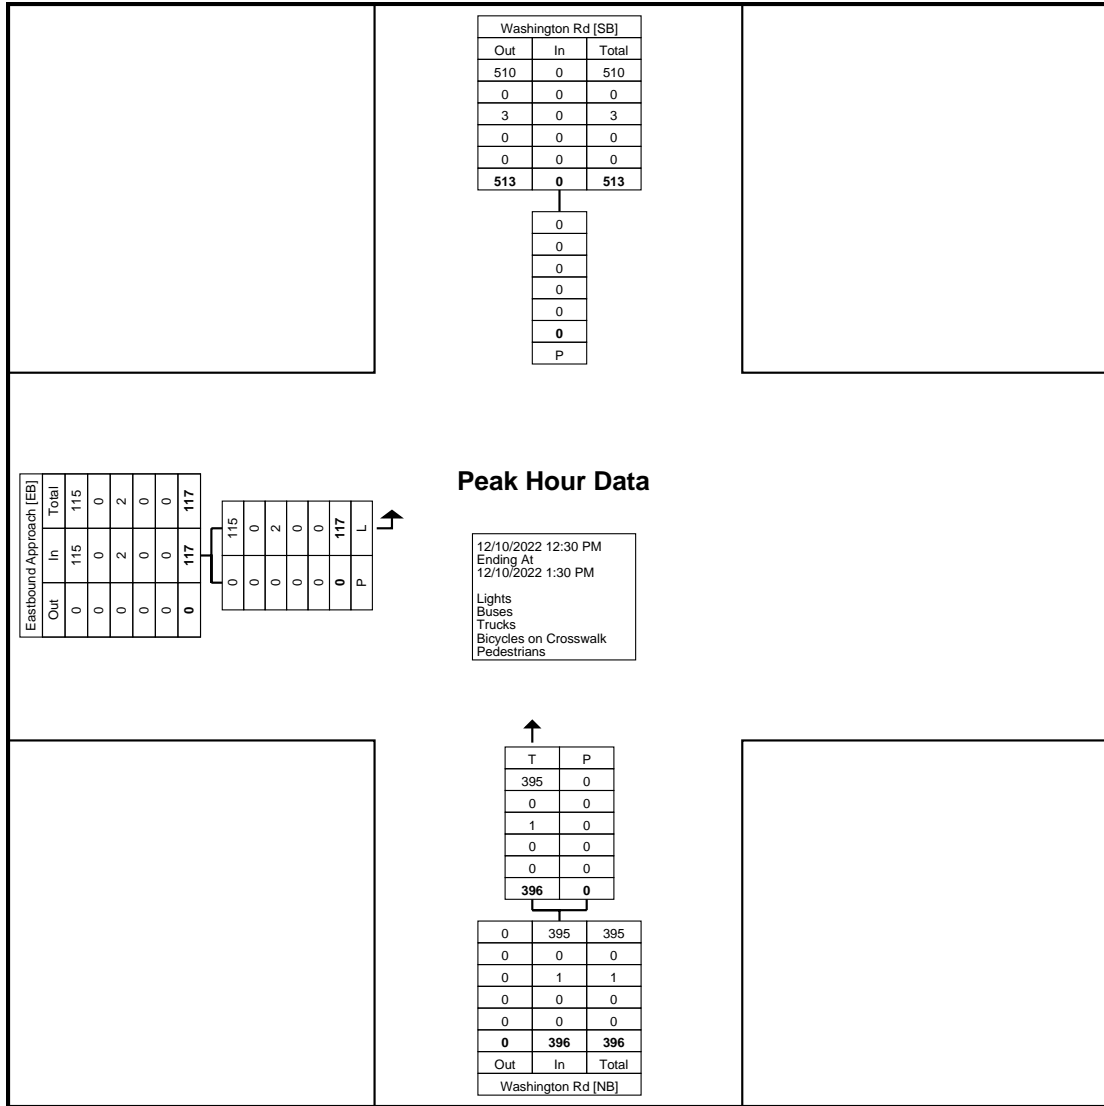 Washington Rd [SB]
Out In Total
510 0 510
0 0 0
3 0 3
0 0 0
0 0 0
513 0 513
0
0
0
0
0
0
P
Eastbound Approach [EB]
Out In Total
0 115 115
0 0 0
0 2 2
0 0 0
0 0 0
0 117 117
0 115
0 0
0 2
0 0
0 0
0 117
P L
Peak Hour Data
12/10/2022 12:30 PM
Ending At
12/10/2022 1:30 PM
Lights
Buses
Trucks
Bicycles on Crosswalk
Pedestrians
T P
395 0
0 0
1 0
0 0
0 0
396 0
0 395 395
0 0 0
0 1 1
0 0 0
0 0 0
0 396 396
Out In Total
Washington Rd [NB]